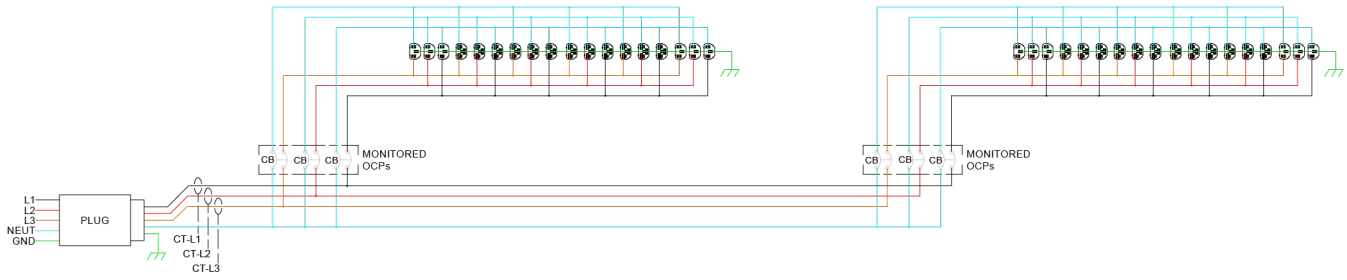 CB
CB
CB
MONITORED
OCPs
CB
CB
CB
MONITORED
OCPs
L1
L2
L3
NEUT
GND
PLUG
CT-L1
CT-L2
CT-L3